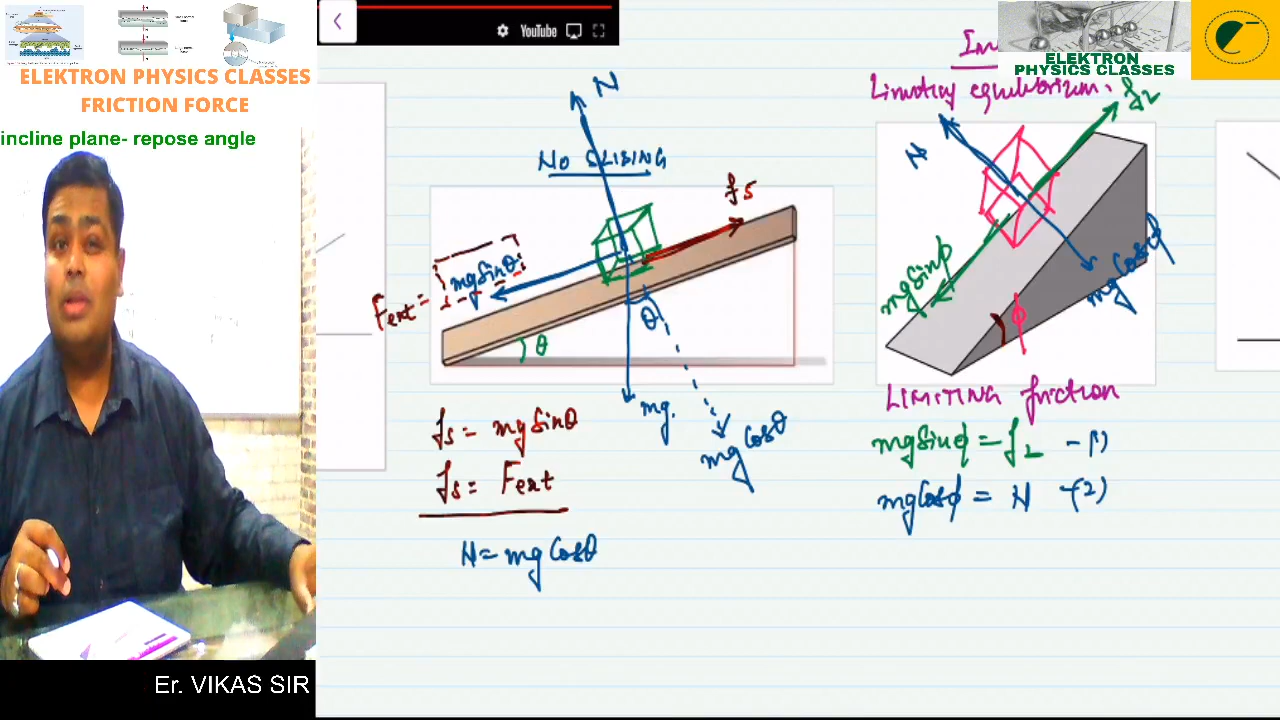 ELEKTRON PHYSICS CLASSES
FRICTION FORCE
incline plane- repose angle
YouTube
ELEKTRON
PHYSICS CLASSES
Limiting equilibrium.
N
NO SLIDING
fs
mg sinθ
Fext =
θ
θ
mg.
mg cosθ
fs = mg sinθ
fs = Fext
N = mg cosθ
fL
N
mg sinϕ
mg cosϕ
ϕ
LIMITING friction
mg sinϕ = fL -(1)
mg cosϕ = N -(2)
Er. VIKAS SIR